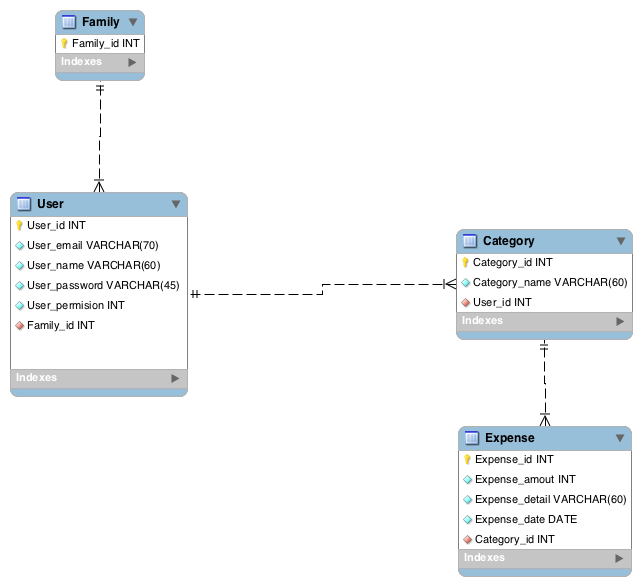 Family
Family_id INT
Indexes
User
User_id INT
User_email VARCHAR(70)
User_name VARCHAR(60)
User_password VARCHAR(45)
User_permision INT
Family_id INT
Indexes
Category
Category_id INT
Category_name VARCHAR(60)
User_id INT
Indexes
Expense
Expense_id INT
Expense_amout INT
Expense_detail VARCHAR(60)
Expense_date DATE
Category_id INT
Indexes